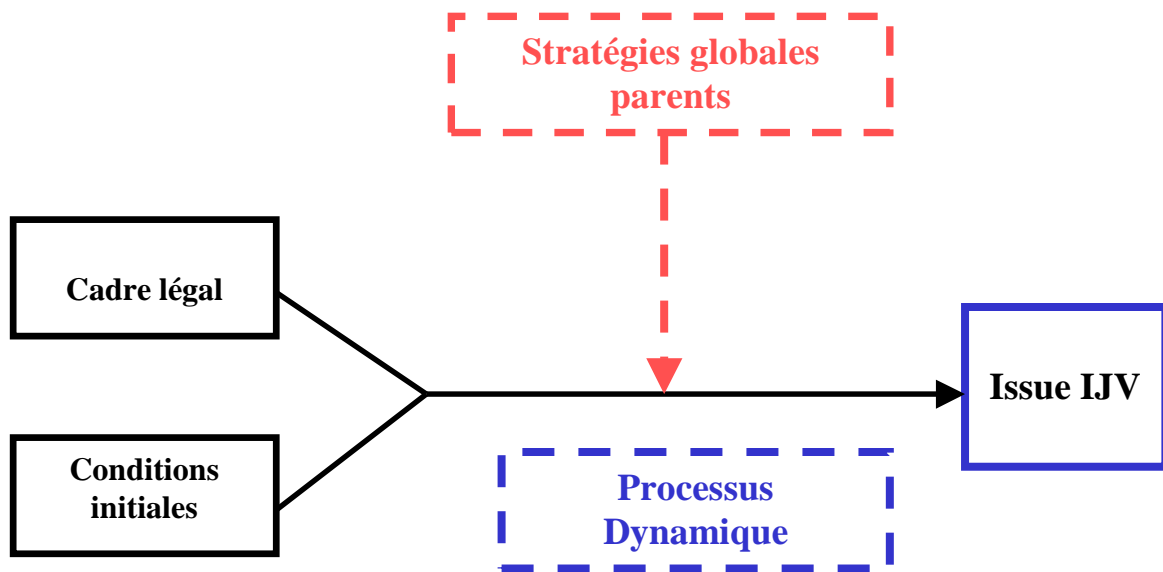 Stratégies globales
parents
Cadre légal
Issue IJV
Conditions
initiales
Processus
Dynamique